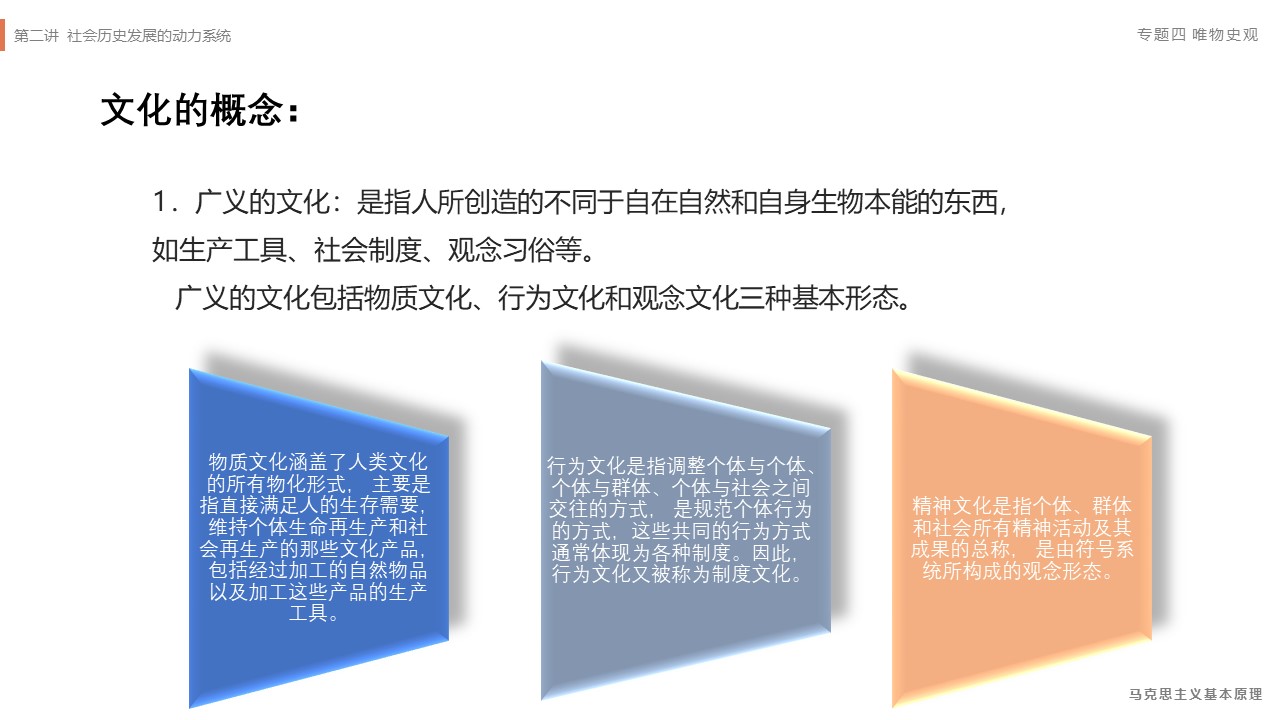 第二讲 社会历史发展的动力系统
专题四 唯物史观
文化的概念：
1．广义的文化：是指人所创造的不同于自在自然和自身生物本能的东西，
如生产工具、社会制度、观念习俗等。
广义的文化包括物质文化、行为文化和观念文化三种基本形态。
物质文化涵盖了人类文化
的所有物化形式， 主要是
指直接满足人的生存需要，
维持个体生命再生产和社
会再生产的那些文化产品，
包括经过加工的自然物品
以及加工这些产品的生产
工具。
行为文化是指调整个体与个体、
个体与群体、个体与社会之间
交往的方式， 是规范个体行为
的方式，这些共同的行为方式
通常体现为各种制度。因此，
行为文化又被称为制度文化。
精神文化是指个体、群体
和社会所有精神活动及其
成果的总称， 是由符号系
统所构成的观念形态。
马克思主义基本原理